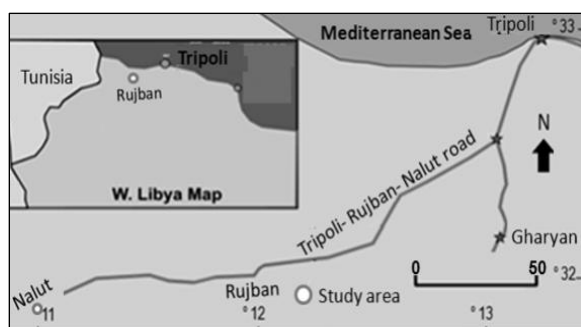 Tripoli
Mediterranean Sea
°33
Tunisia
Tripoli
Rujban
W. Libya Map
N
Tripoli- Rujban- Nalut road
Gharyan
0 50
°32
Nalut
Rujban
Study area
°11
°12
°13